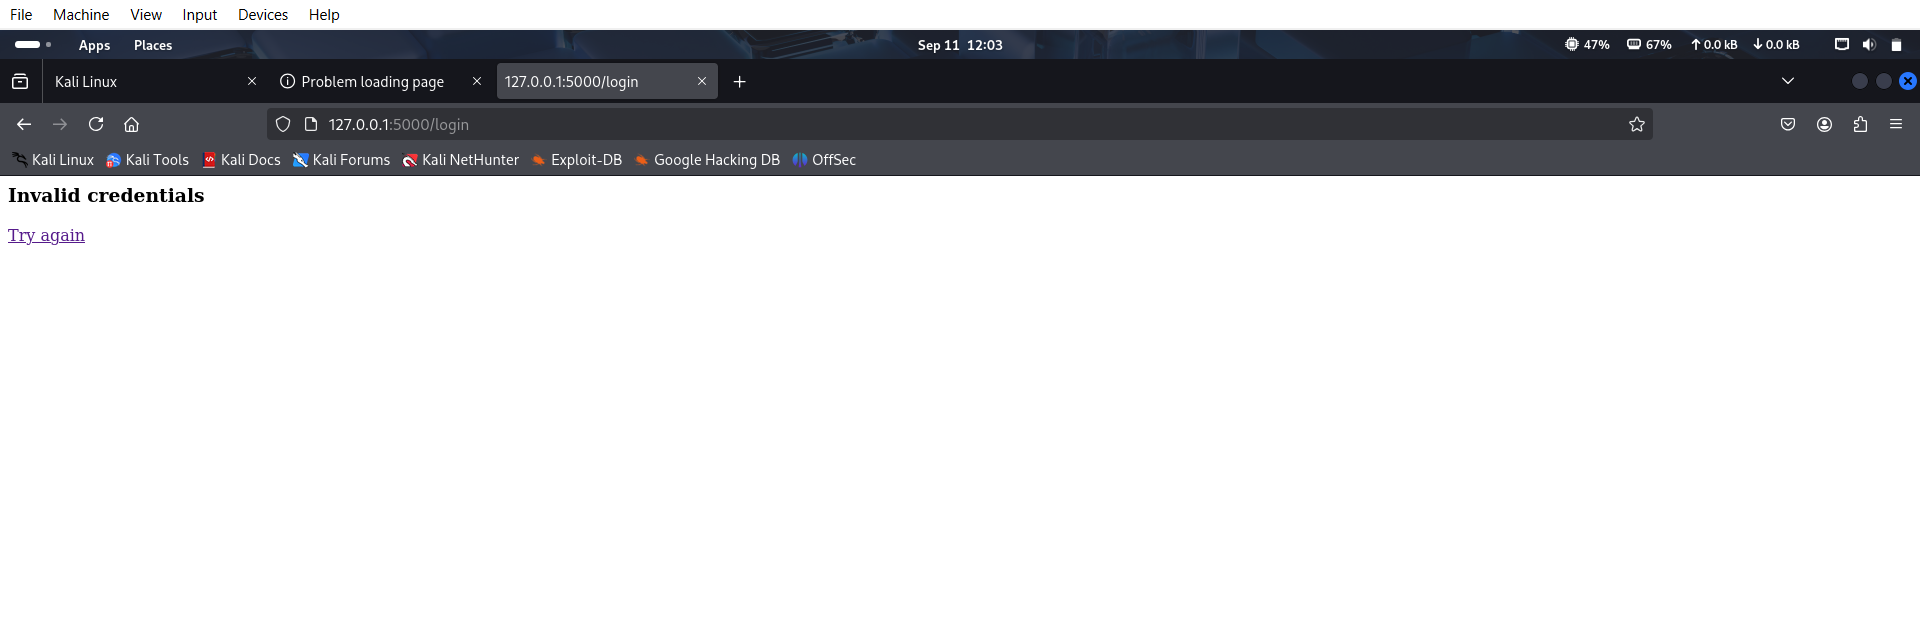 File Machine View Input Devices Help
Apps Places Sep 11 12:03 47% 67% 0.0 kB 0.0 kB
Kali Linux Problem loading page 127.0.0.1:5000/login
127.0.0.1:5000/login
Kali Linux Kali Tools Kali Docs Kali Forums Kali NetHunter Exploit-DB Google Hacking DB OffSec
Invalid credentials
Try again